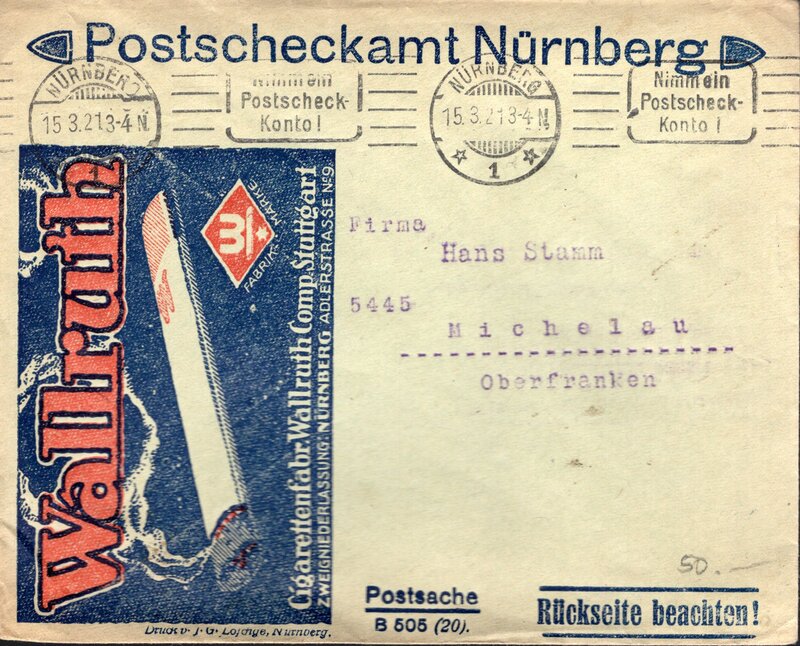 Postscheckamt Nürnberg
NÜRNBERG
15.3.21 3-4 N.
Nimm ein
Postscheck-
Konto!
NÜRNBERG
15.3.21 3-4 N.
1
Nimm ein
Postscheck-
Konto!
Wallruth
W
FABRIK-MARKE
Cigarettenfabr. Wallruth Comp. Stuttgart
ZWEIGNIEDERLASSUNG: NÜRNBERG ADLERSTRASSE Nº 9
Firma
Hans Stamm
5445
Michelau
Oberfranken
50.—
Postsache
B 505 (20).
Rückseite beachten!
Druck v. J. G. Nürnberg.